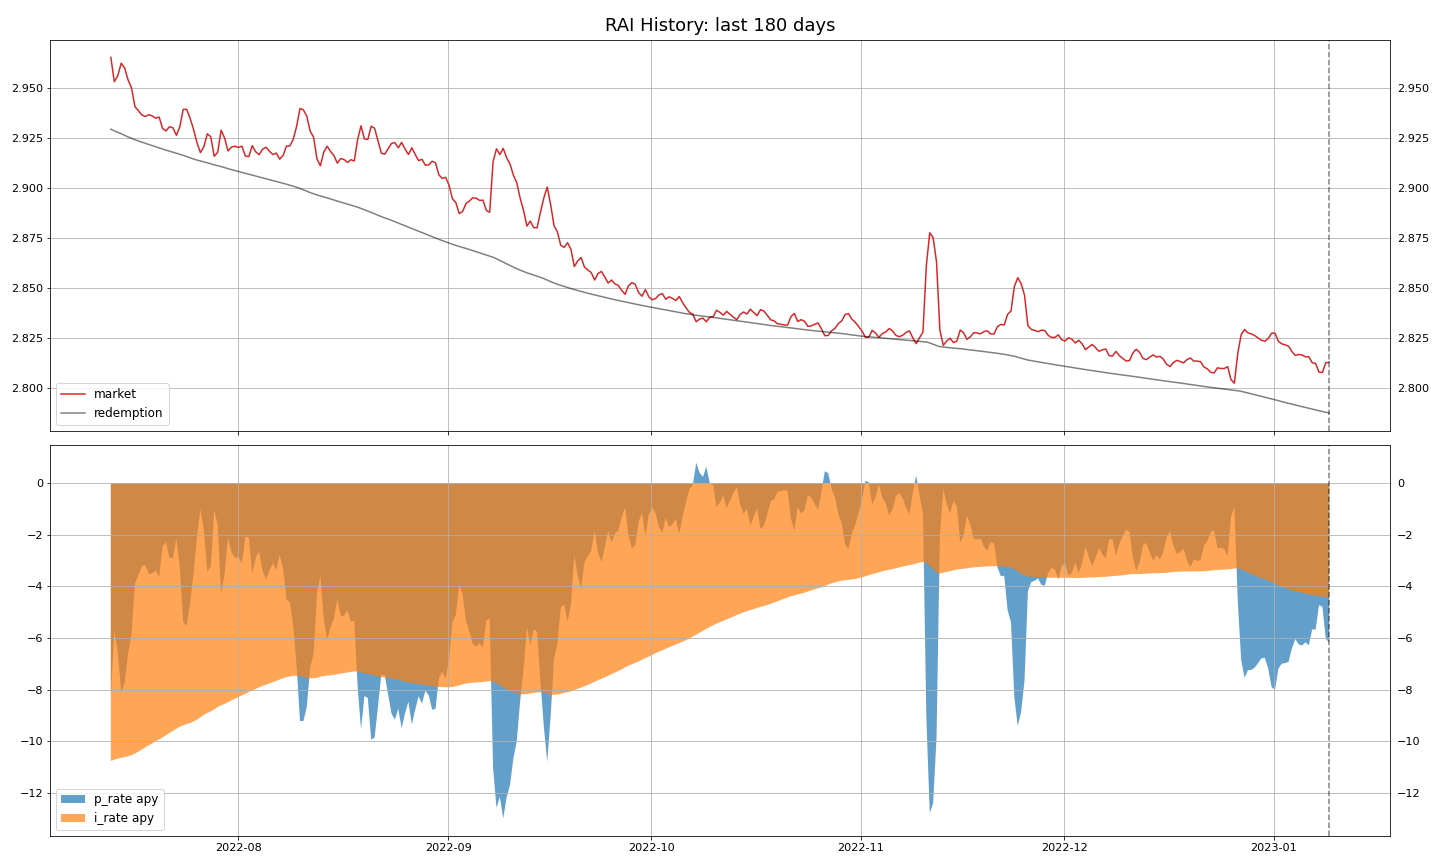 RAI History: last 180 days
2.950 2.950
2.925 2.925
2.900 2.900
2.875 2.875
2.850 2.850
2.825 2.825
2.800 2.800
market
redemption
0 0
−2 −2
−4 −4
−6 −6
−8 −8
−10 −10
−12 −12
p_rate apy
i_rate apy
2022-08 2022-09 2022-10 2022-11 2022-12 2023-01